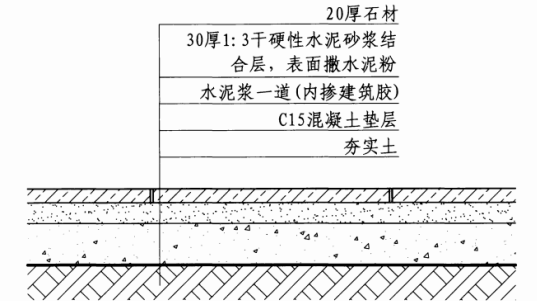 20厚石材
30厚1:3干硬性水泥砂浆结
合层，表面撒水泥粉
水泥浆一道(内掺建筑胶)
C15混凝土垫层
夯实土